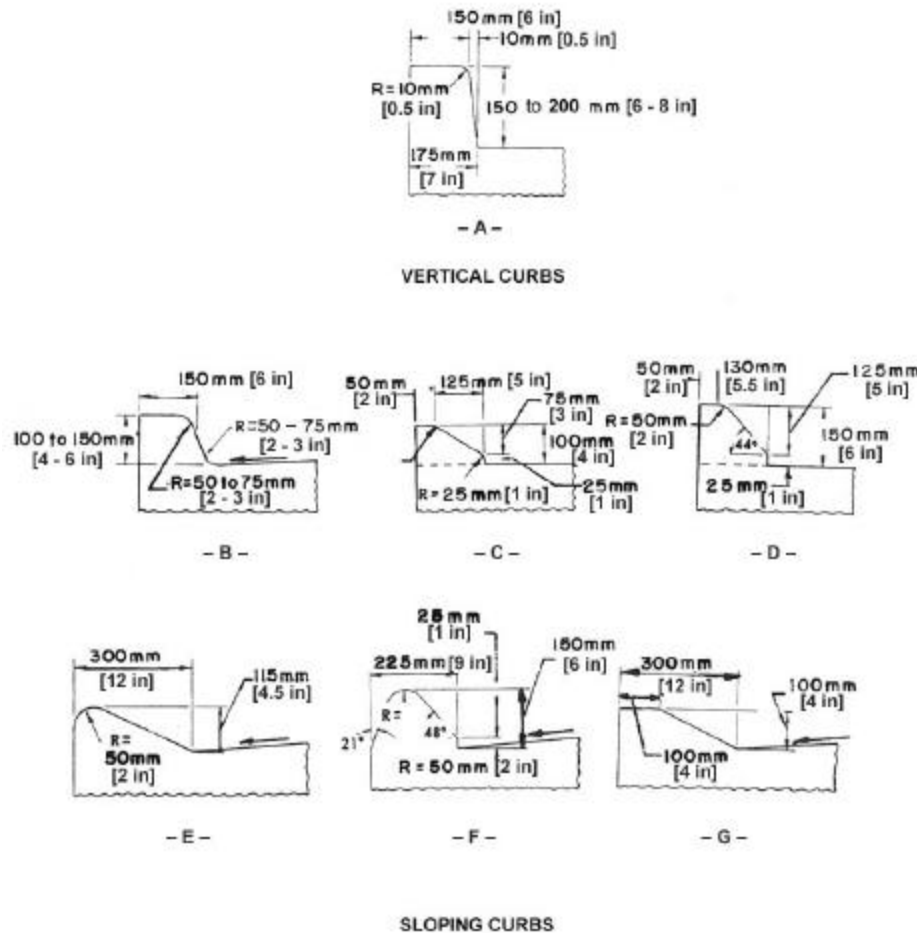 150mm [6 in]
10mm [0.5 in]
R=10mm
[0.5 in]
150 to 200 mm [6 - 8 in]
175mm
[7 in]
- A -
VERTICAL CURBS
150mm [6 in]
100 to 150mm
[4 - 6 in]
R=50 - 75mm
[2 - 3 in]
R=50 to 75mm
[2 - 3 in]
- B -
50mm
[2 in]
125mm [5 in]
75mm
[3 in]
100mm
[4 in]
R=25mm [1 in]
25mm
[1 in]
- C -
50mm
[2 in]
130mm
[5.5 in]
125mm
[5 in]
R=50mm
[2 in]
44°
150mm
[6 in]
25mm
[1 in]
- D -
300mm
[12 in]
115mm
[4.5 in]
R=
50mm
[2 in]
- E -
25mm
[1 in]
225mm [9 in]
150mm
[6 in]
R=
21°
48°
R=50mm [2 in]
- F -
300mm
[12 in]
100mm
[4 in]
100mm
[4 in]
- G -
SLOPING CURBS